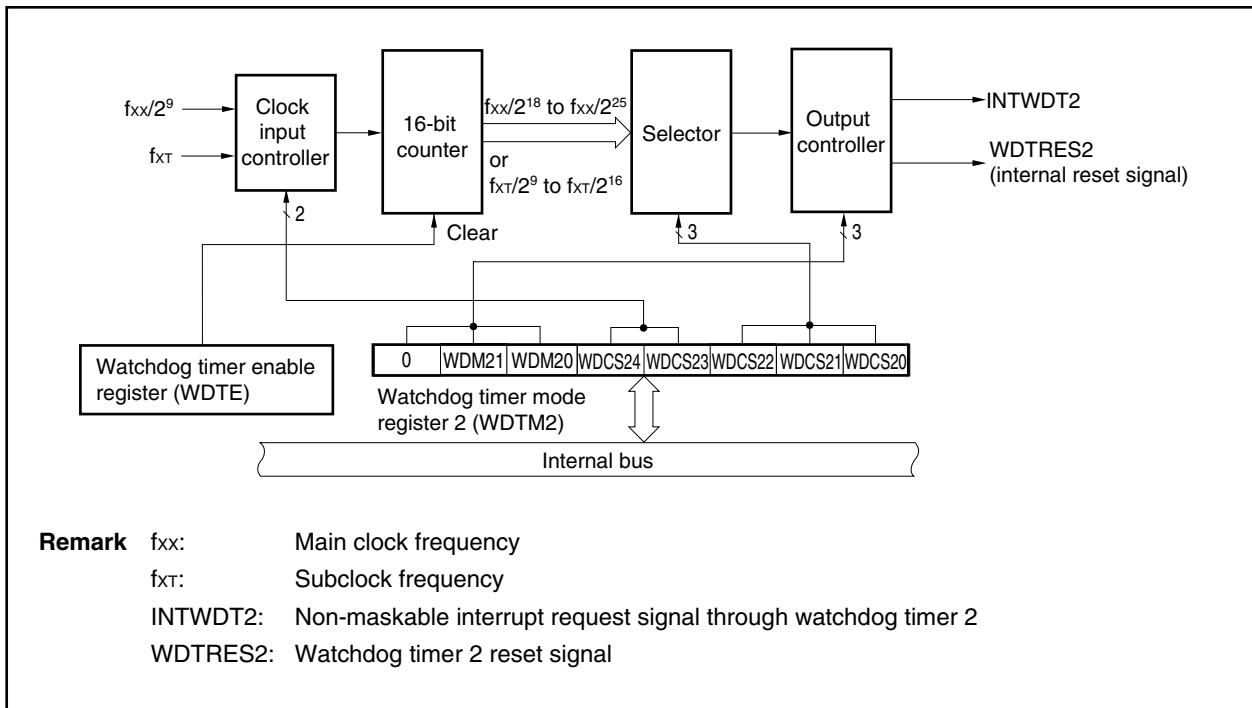 fXX/2^9
fXT
Clock
input
controller
2
16-bit
counter
Clear
fXX/2^18 to fXX/2^25
or
fXT/2^9 to fXT/2^16
Selector
3
Output
controller
3
INTWDT2
WDTRES2
(internal reset signal)
Watchdog timer enable
register (WDTE)
0 WDM21 WDM20 WDCS24 WDCS23 WDCS22 WDCS21 WDCS20
Watchdog timer mode
register 2 (WDTM2)
Internal bus
Remark fXX: Main clock frequency
fXT: Subclock frequency
INTWDT2: Non-maskable interrupt request signal through watchdog timer 2
WDTRES2: Watchdog timer 2 reset signal